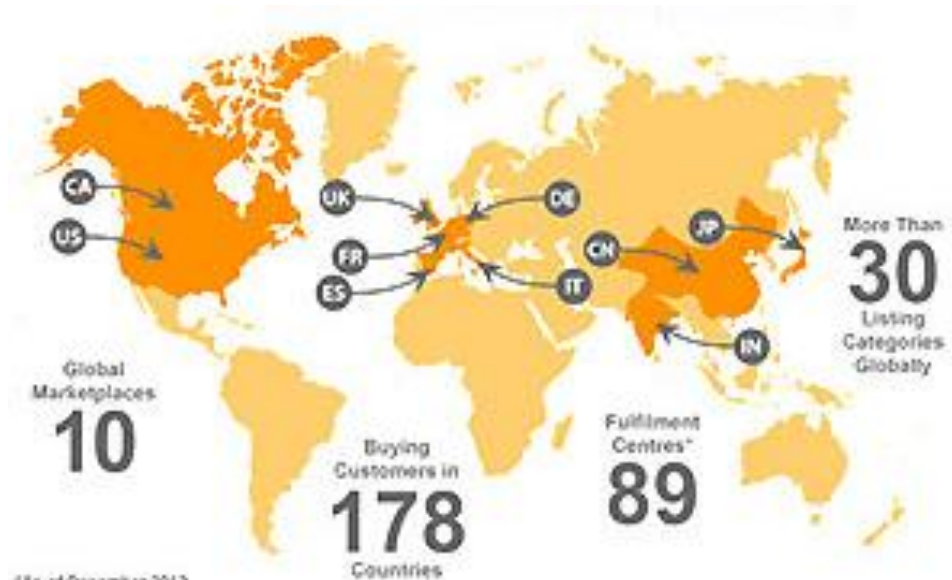 CA
US
UK
FR
ES
DE
IT
CN
JP
IN
More Than
30
Listing
Categories
Globally
Global
Marketplaces
10
Buying
Customers in
178
Countries
Fulfilment
Centres*
89